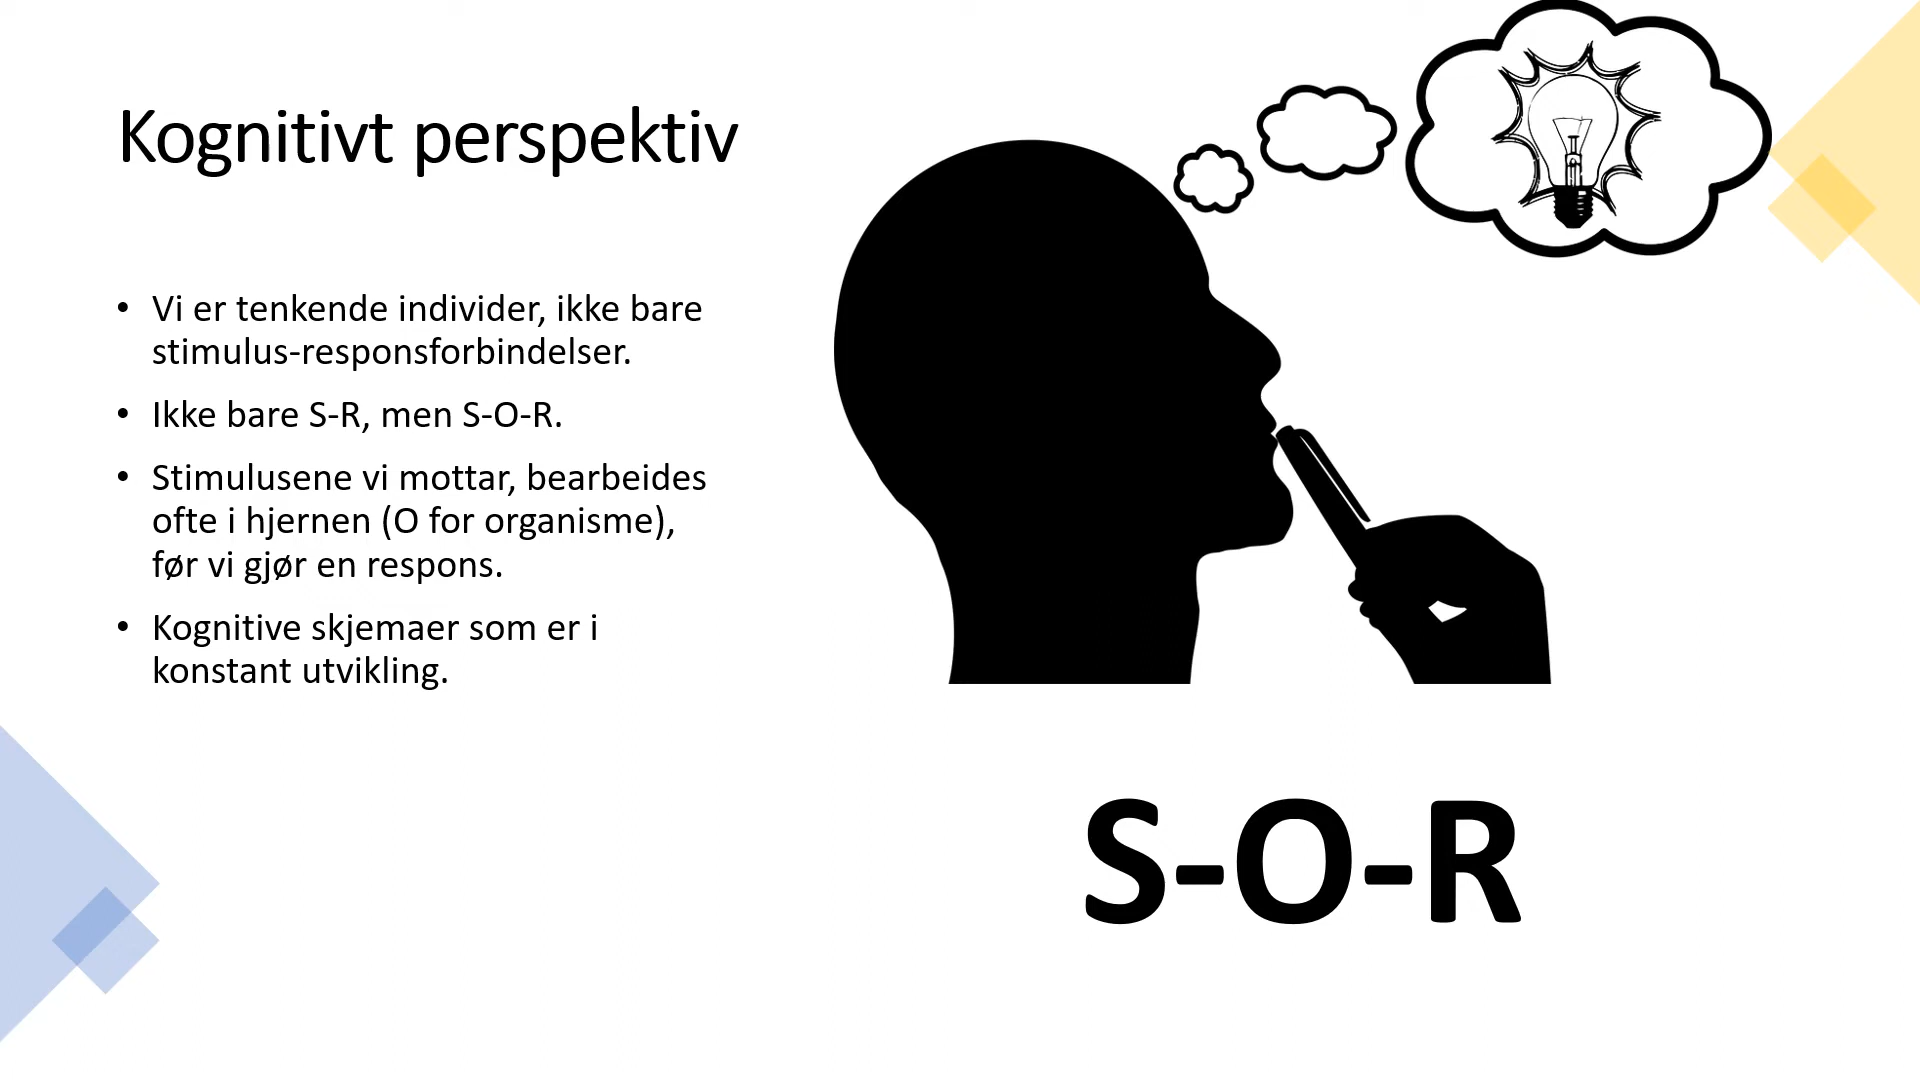 Kognitivt perspektiv
• Vi er tenkende individer, ikke bare
stimulus-responsforbindelser.
• Ikke bare S-R, men S-O-R.
• Stimulusene vi mottar, bearbeides
ofte i hjernen (O for organisme),
før vi gjør en respons.
• Kognitive skjemaer som er i
konstant utvikling.
S-O-R